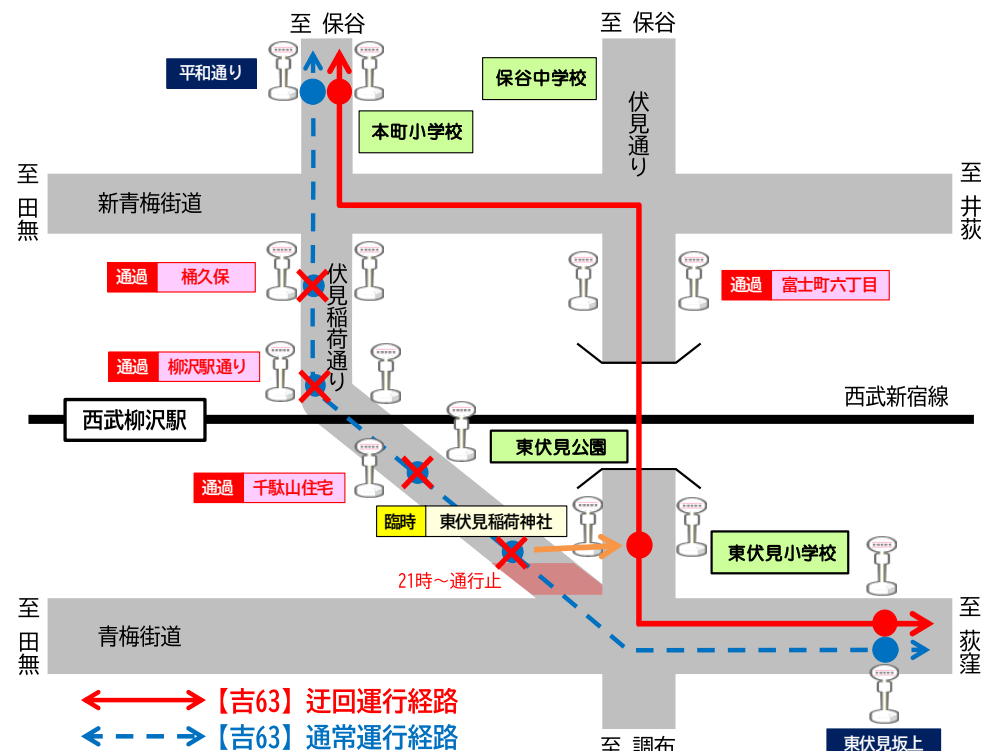 至 保谷
至 保谷
平和通り
保谷中学校
伏見通り
本町小学校
至 田無
新青梅街道
至 井荻
通過 桶久保
伏見稲荷通り
通過 富士町六丁目
通過 柳沢駅通り
西武新宿線
西武柳沢駅
東伏見公園
通過 千駄山住宅
臨時 東伏見稲荷神社
東伏見小学校
21時～通行止
至 田無
青梅街道
至 荻窪
【吉63】迂回運行経路
【吉63】通常運行経路
至 調布
東伏見坂上